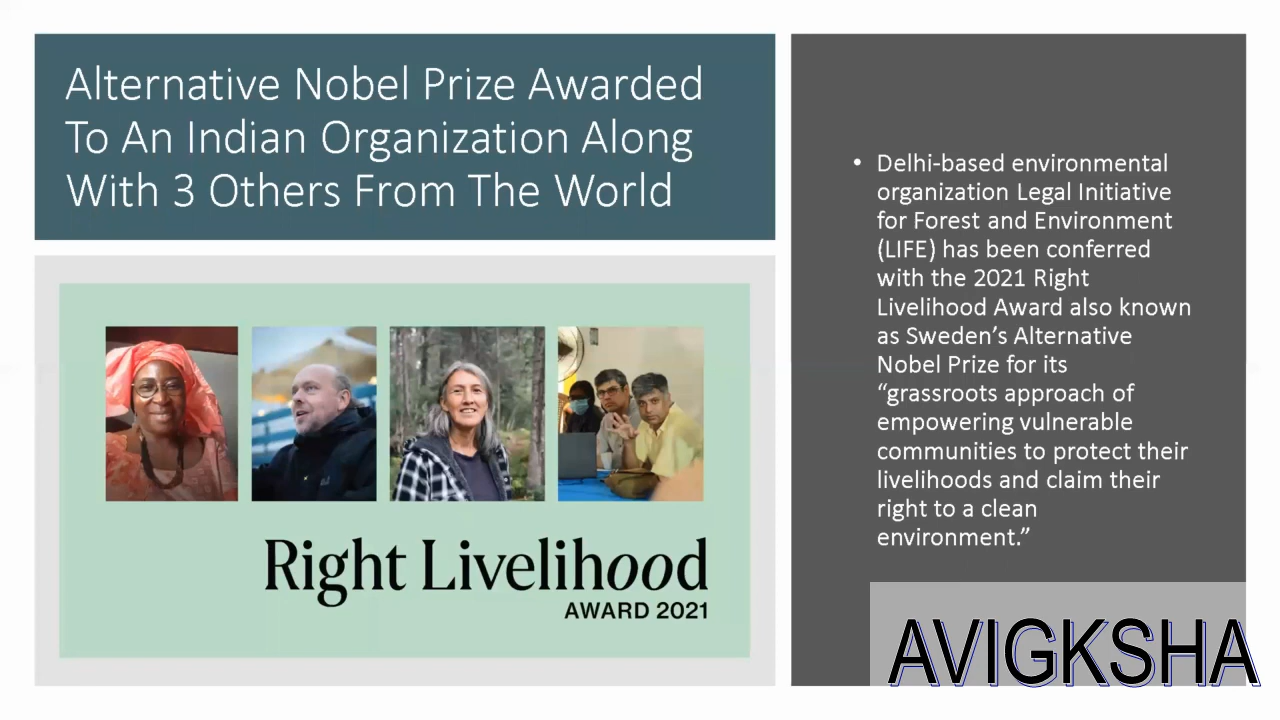 Alternative Nobel Prize Awarded
To An Indian Organization Along
With 3 Others From The World
Right Livelihood
AWARD 2021
• Delhi-based environmental
organization Legal Initiative
for Forest and Environment
(LIFE) has been conferred
with the 2021 Right
Livelihood Award also known
as Sweden’s Alternative
Nobel Prize for its
“grassroots approach of
empowering vulnerable
communities to protect their
livelihoods and claim their
right to a clean
environment.”
AVIGKSHA